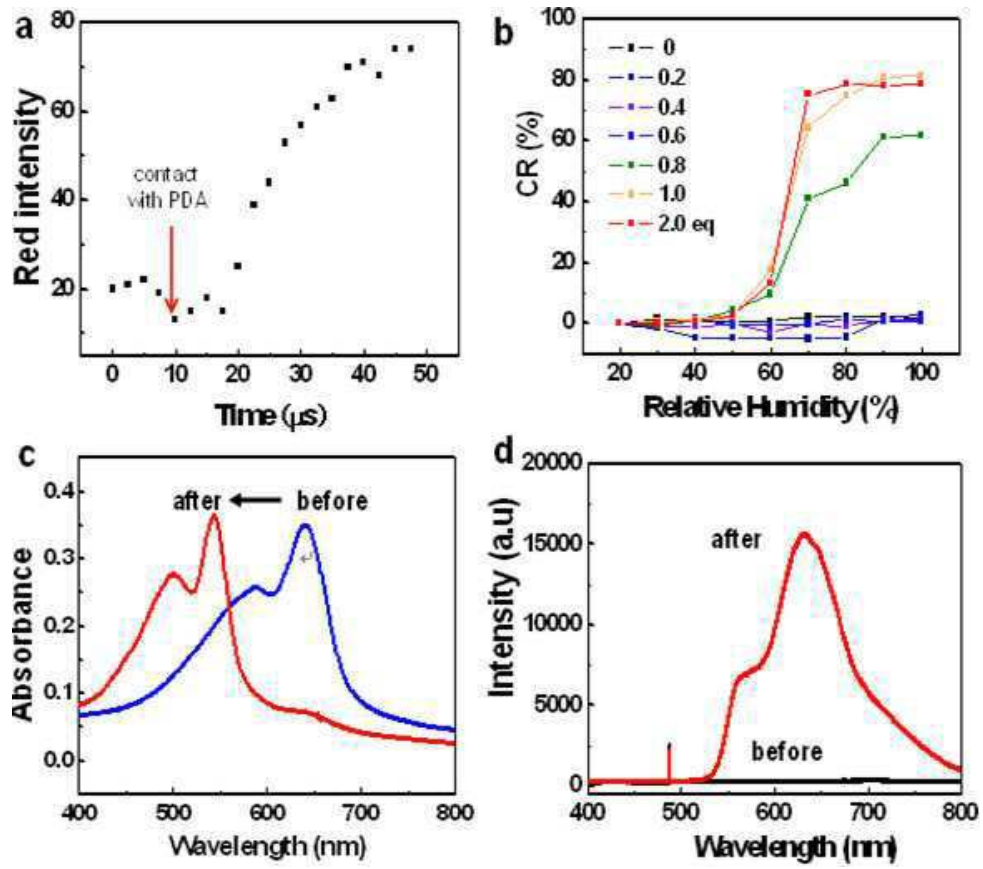 a
80
60
40
20
Red intensity
contact
with PDA
0 10 20 30 40 50
Time (μs)
b
100
80
60
40
20
0
CR (%)
0
0.2
0.4
0.6
0.8
1.0
2.0 eq
20 40 60 80 100
Relative Humidity (%)
c
0.4
0.3
0.2
0.1
0.0
Absorbance
after before
400 500 600 700 800
Wavelength (nm)
d
20000
15000
10000
5000
0
Intensity (a.u)
after
before
400 500 600 700 800
Wavelength (nm)